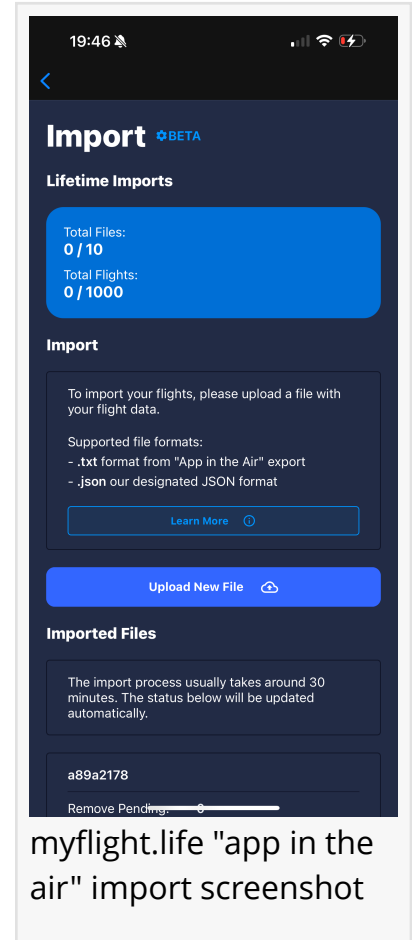 19:46
Import BETA
Lifetime Imports
Total Files:
0 / 10
Total Flights:
0 / 1000
Import
To import your flights, please upload a file with
your flight data.
Supported file formats:
- .txt format from "App in the Air" export
- .json our designated JSON format
Learn More
Upload New File
Imported Files
The import process usually takes around 30
minutes. The status below will be updated
automatically.
a89a2178
Remove Pending: 0
myflight.life "app in the
air" import screenshot